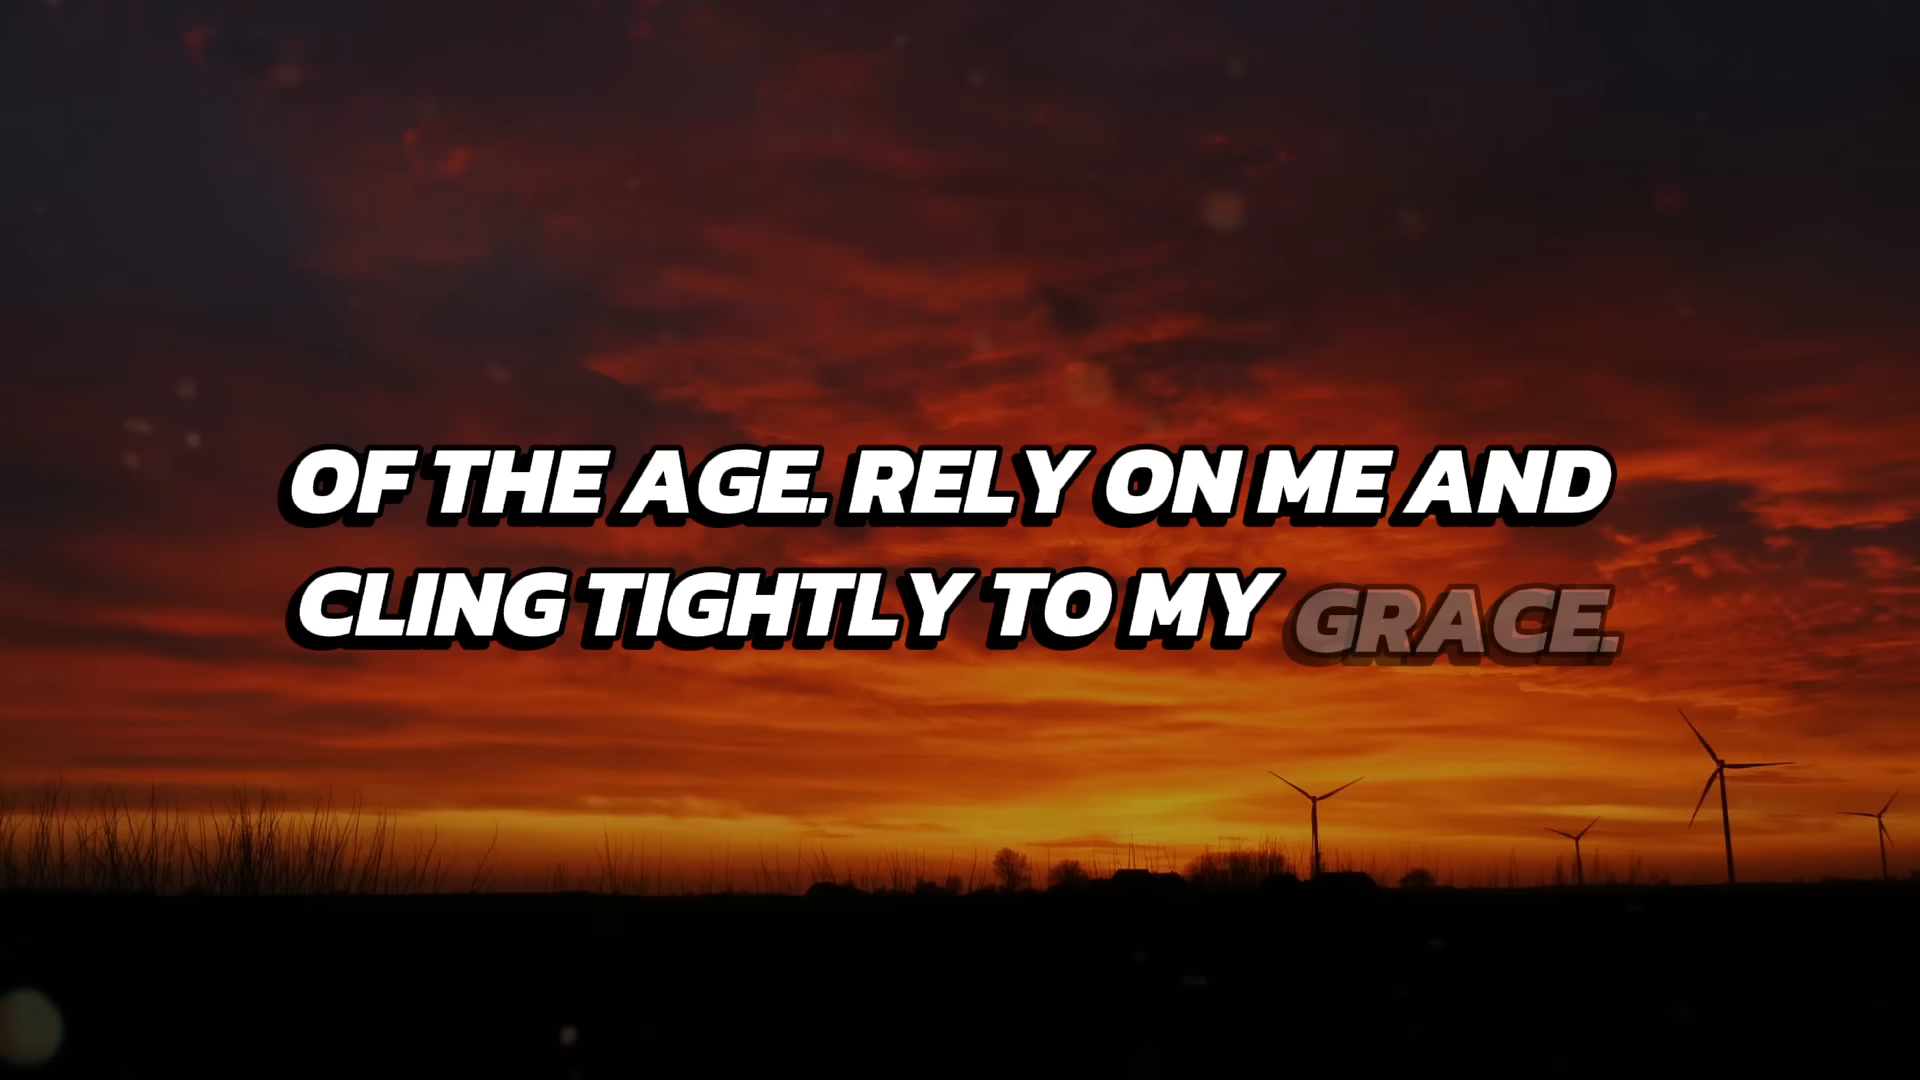 OF THE AGE. RELY ON ME AND
CLING TIGHTLY TO MY GRACE.